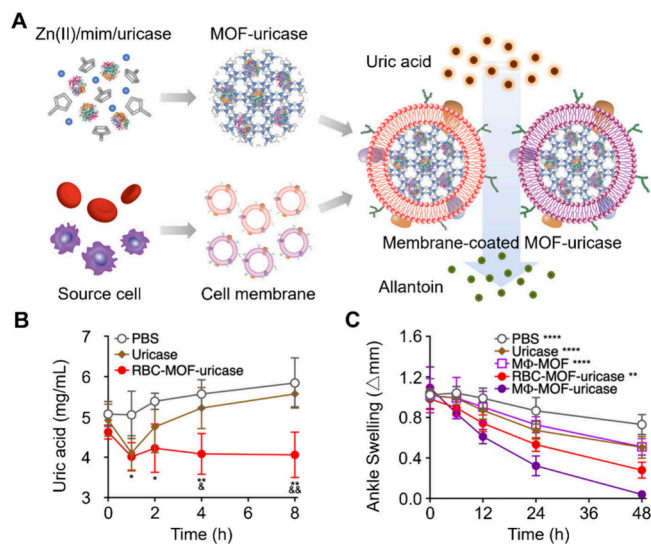 A
Zn(II)/mim/uricase
MOF-uricase
Uric acid
Source cell
Cell membrane
Membrane-coated MOF-uricase
Allantoin
B
PBS
Uricase
RBC-MOF-uricase
Uric acid (mg/mL)
7
6
5
4
3
*
*
**
&
**
&&
0 2 4 6 8
Time (h)
C
PBS ****
Uricase ****
MΦ-MOF ****
RBC-MOF-uricase **
MΦ-MOF-uricase
Ankle Swelling (△mm)
1.6
1.2
0.8
0.4
0.0
0 12 24 36 48
Time (h)